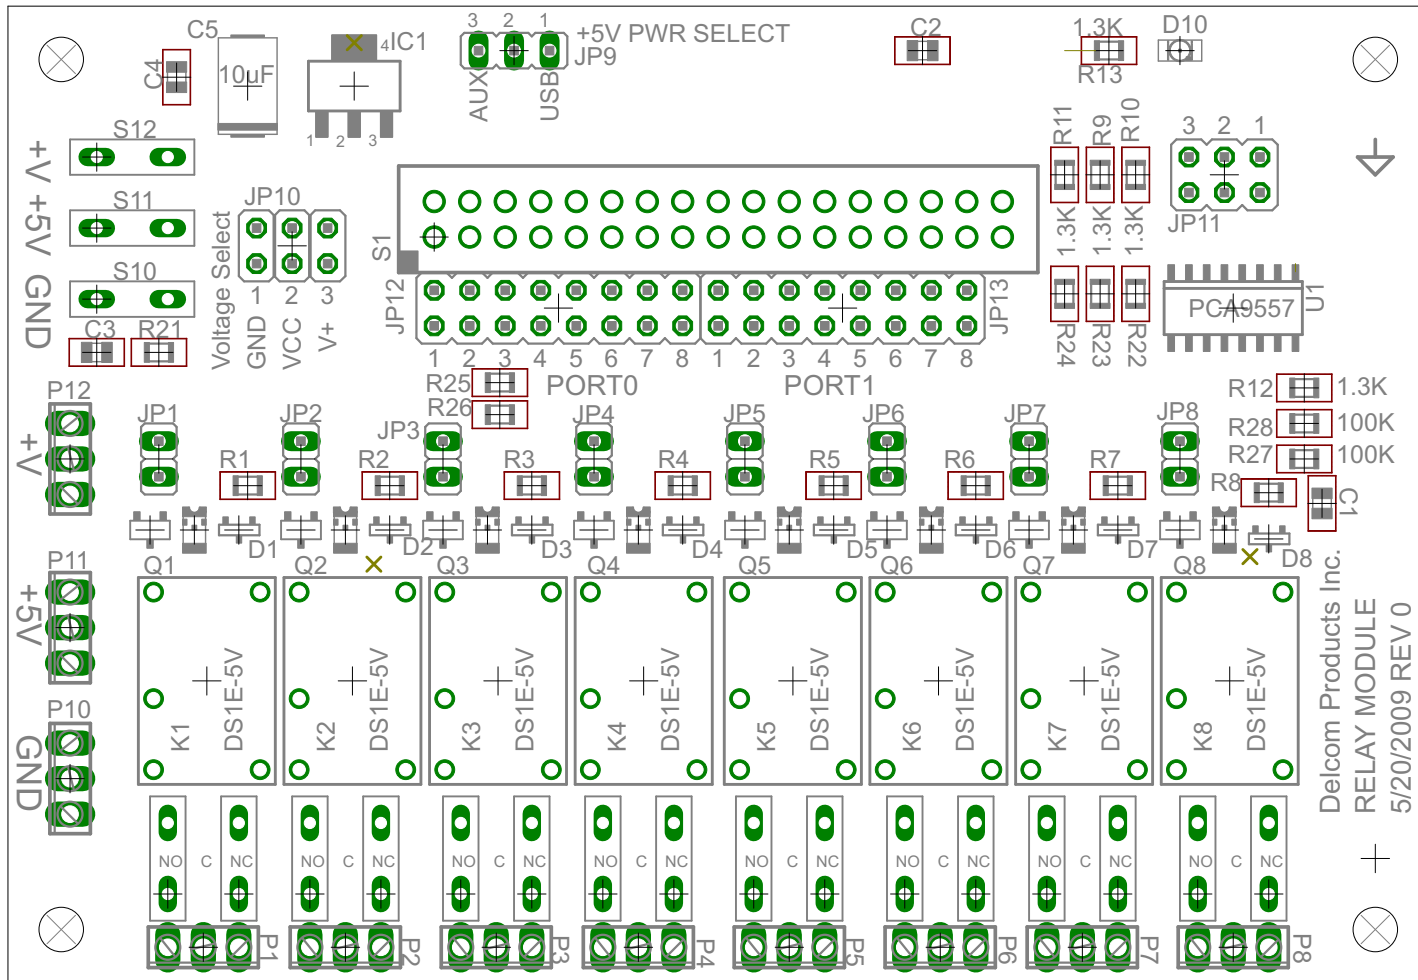 C5
4 IC1
3 2 1
+5V PWR SELECT
JP9
C2
1.3K
D10
R13
C4
10µF
1 2 3
AUX
USB
S12
+V
S11
+5V
S10
GND
C3
R21
JP10
Voltage Select
1 2 3
GND
VCC
V+
S1
JP12
JP13
1 2 3 4 5 6 7 8 1 2 3 4 5 6 7 8
PORT0
PORT1
R11
R9
R10
1.3K
1.3K
1.3K
R24
R23
R22
3 2 1
JP11
PCA9557
U1
R25
R26
R12
1.3K
R28
100K
R27
100K
R8
C1
P12
+V
JP1
JP2
JP3
JP4
JP5
JP6
JP7
JP8
R1
R2
R3
R4
R5
R6
R7
D1
D2
D3
D4
D5
D6
D7
D8
P11
+5V
Q1
Q2
Q3
Q4
Q5
Q6
Q7
Q8
P10
GND
K1
DS1E-5V
K2
DS1E-5V
K3
DS1E-5V
K4
DS1E-5V
K5
DS1E-5V
K6
DS1E-5V
K7
DS1E-5V
K8
DS1E-5V
Delcom Products Inc.
RELAY MODULE
5/20/2009 REV 0
NO C NC
NO C NC
NO C NC
NO C NC
NO C NC
NO C NC
NO C NC
NO C NC
P1
P2
P3
P4
P5
P6
P7
P8